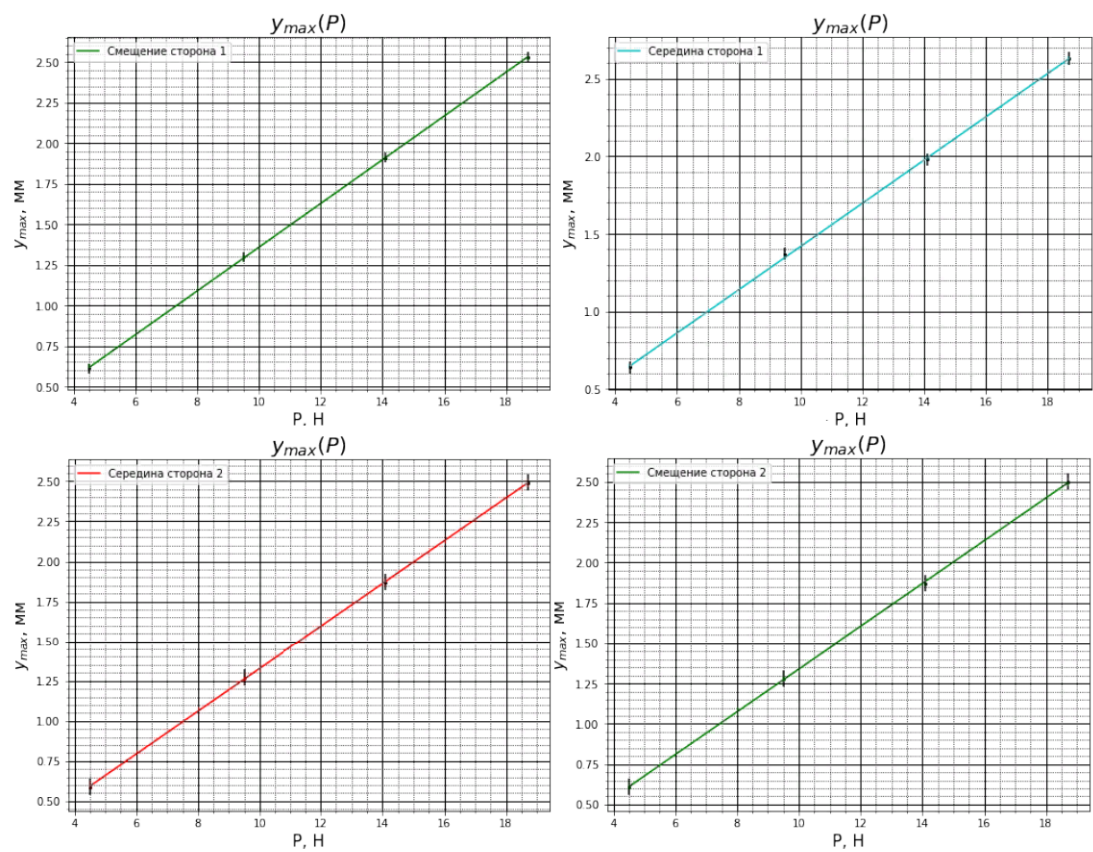 y_max(P)
Смещение сторона 1
2.50
2.25
2.00
1.75
1.50
1.25
1.00
0.75
0.50
y_max, мм
4 6 8 10 12 14 16 18
P, Н
y_max(P)
Середина сторона 1
2.5
2.0
1.5
1.0
0.5
y_max, мм
4 6 8 10 12 14 16 18
P, Н
y_max(P)
Середина сторона 2
2.50
2.25
2.00
1.75
1.50
1.25
1.00
0.75
0.50
y_max, мм
4 6 8 10 12 14 16 18
P, Н
y_max(P)
Смещение сторона 2
2.50
2.25
2.00
1.75
1.50
1.25
1.00
0.75
0.50
y_max, мм
4 6 8 10 12 14 16 18
P, Н